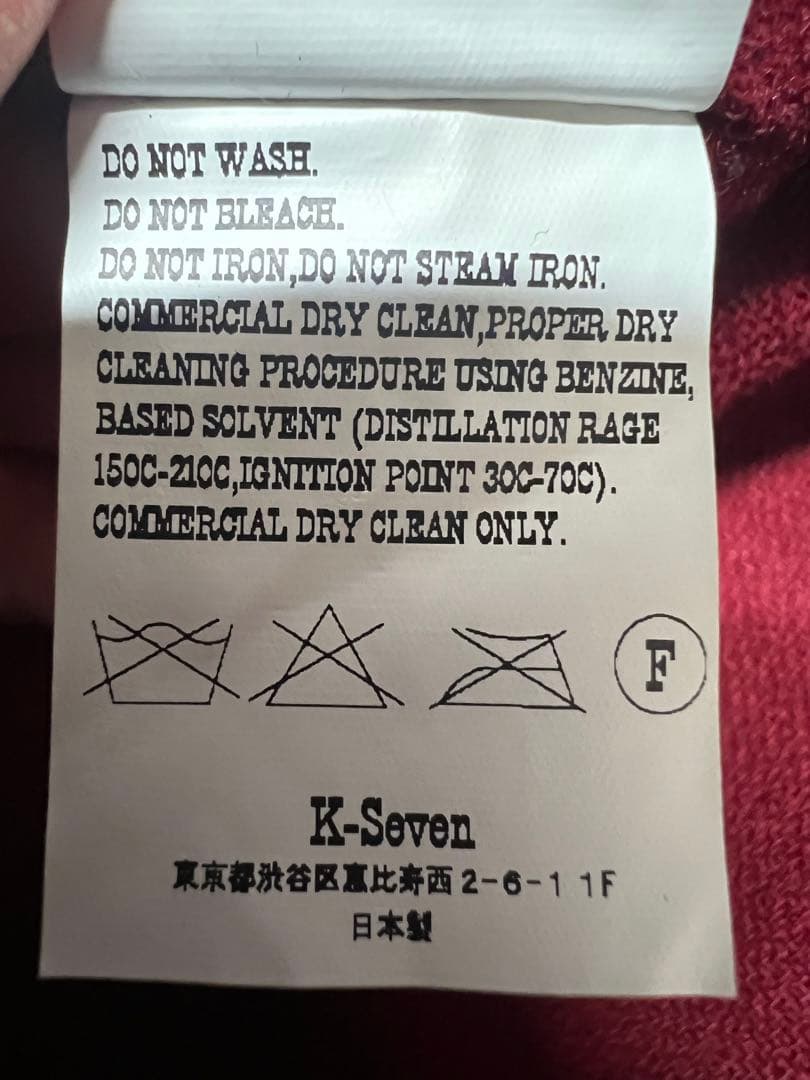 DO NOT WASH.
DO NOT BLEACH.
DO NOT IRON,DO NOT STEAM IRON.
COMMERCIAL DRY CLEAN,PROPER DRY
CLEANING PROCEDURE USING BENZINE,
BASED SOLVENT (DISTILLATION RAGE
150C-210C,IGNITION POINT 30C-70C).
COMMERCIAL DRY CLEAN ONLY.
F
K-Seven
東京都渋谷区恵比寿西2-6-1 1F
日本製